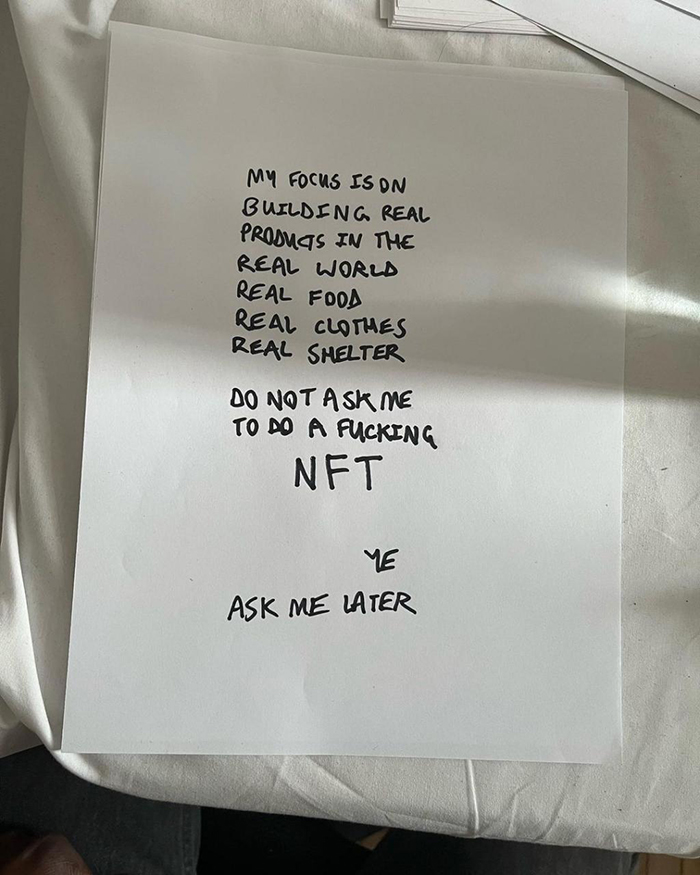 MY FOCUS IS ON
BUILDING REAL
PRODUCTS IN THE
REAL WORLD
REAL FOOD
REAL CLOTHES
REAL SHELTER
DO NOT ASK ME
TO DO A FUCKING
NFT
YE
ASK ME LATER